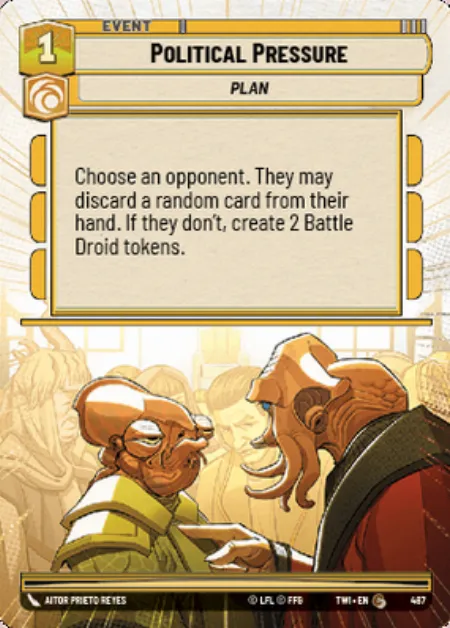 EVENT
1
POLITICAL PRESSURE
PLAN
Choose an opponent. They may
discard a random card from their
hand. If they don't, create 2 Battle
Droid tokens.
AITOR PRIETO REYES
© LFL © FFG
TWI • EN
C
467